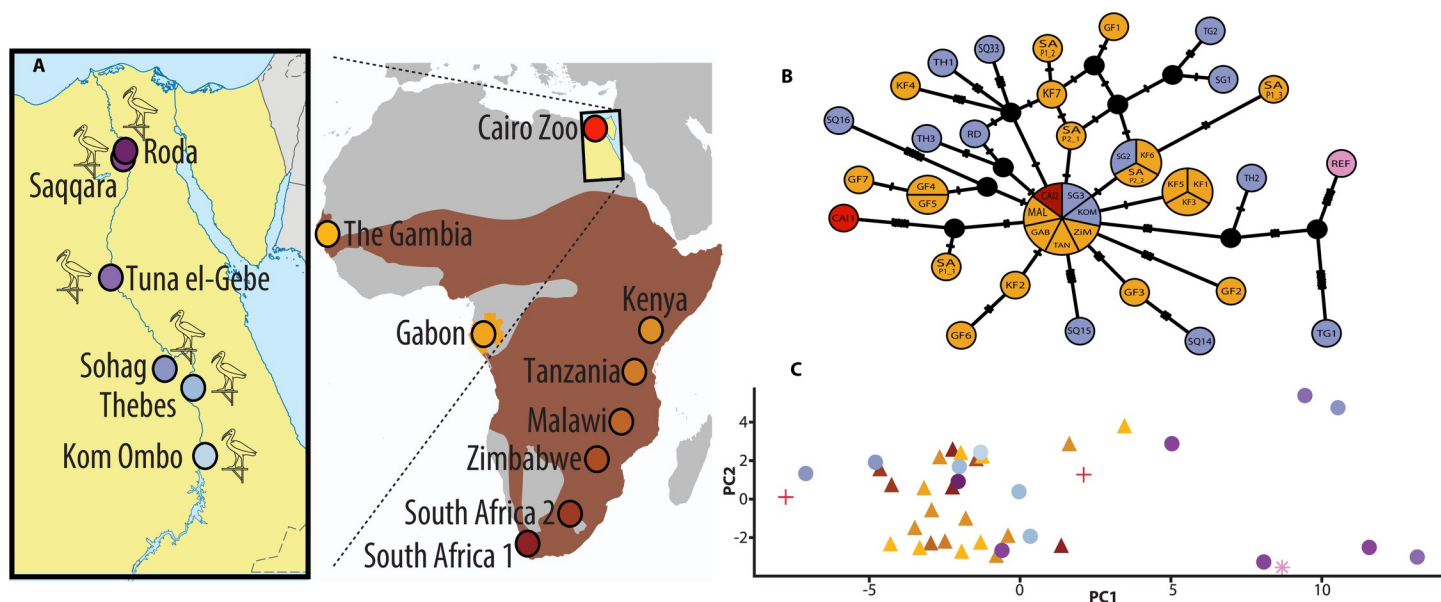 A
Roda
Saqqara
Tuna el-Gebe
Sohag
Thebes
Kom Ombo
Cairo Zoo
The Gambia
Gabon
Kenya
Tanzania
Malawi
Zimbabwe
South Africa 2
South Africa 1
B
GF1
TG2
SA
P1_2
SQ33
TH1
SG1
KF4
KF7
SA
P1_3
SQ16
TH3
RD
SA
P2_1
SG2
KF6
SA
P2_2
REF
GF7
GF4
GF5
KF5
KF1
KF3
TH2
CAI2
SG3
MAL
KOM
GAB
ZiM
TAN
CAI1
SA
P1_1
KF2
GF3
GF2
GF6
SQ15
SQ14
TG1
C
PC2
4
2
0
-2
-5
0
5
10
PC1